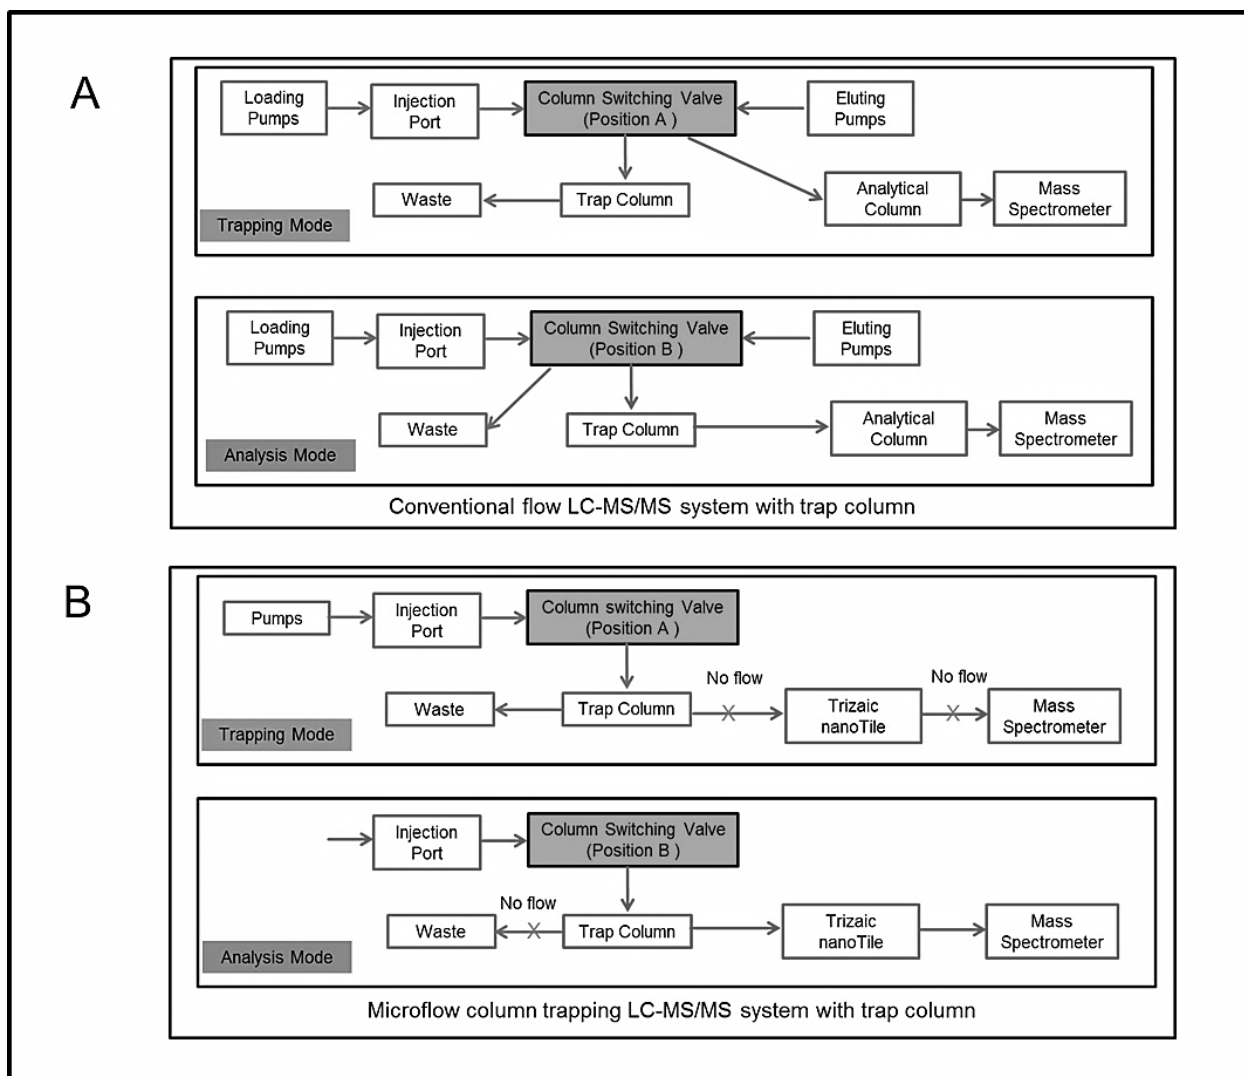 A
Loading
Pumps
Injection
Port
Column Switching Valve
(Position A )
Eluting
Pumps
Waste
Trap Column
Analytical
Column
Mass
Spectrometer
Trapping Mode
Loading
Pumps
Injection
Port
Column Switching Valve
(Position B )
Eluting
Pumps
Waste
Trap Column
Analytical
Column
Mass
Spectrometer
Analysis Mode
Conventional flow LC-MS/MS system with trap column
B
Pumps
Injection
Port
Column switching Valve
(Position A )
No flow
No flow
Waste
Trap Column
Trizaic
nanoTile
Mass
Spectrometer
Trapping Mode
Injection
Port
Column Switching Valve
(Position B )
No flow
Waste
Trap Column
Trizaic
nanoTile
Mass
Spectrometer
Analysis Mode
Microflow column trapping LC-MS/MS system with trap column